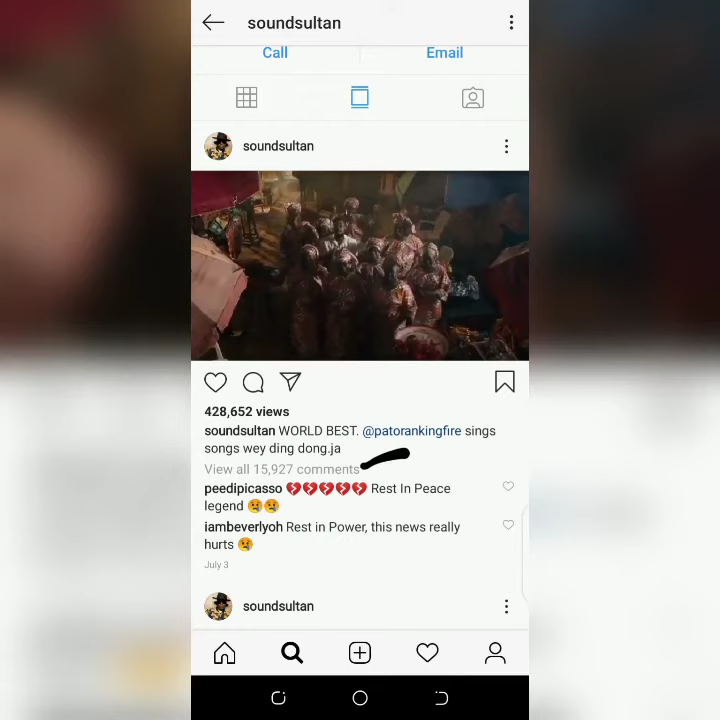 soundsultan
Call
Email
soundsultan
428,652 views
soundsultan WORLD BEST. @patorankingfire sings
songs wey ding dong.ja
View all 15,927 comments
peedipicasso 💔💔💔💔💔 Rest In Peace
legend 😢😢
iambeverlyoh Rest in Power, this news really
hurts 😢
July 3
soundsultan